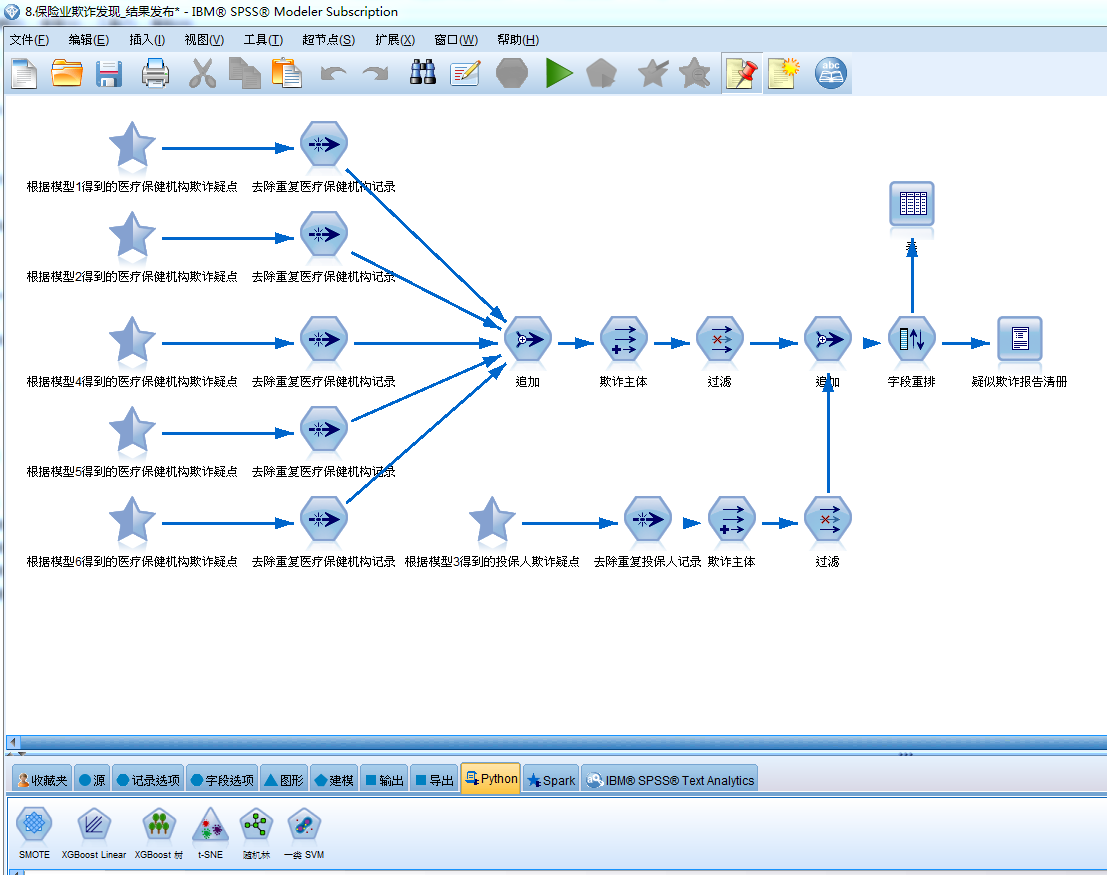 8.保险业欺诈发现_结果发布* - IBM® SPSS® Modeler Subscription
文件(F) 编辑(E) 插入(I) 视图(V) 工具(T) 超节点(S) 扩展(X) 窗口(W) 帮助(H)
abc
根据模型1得到的医疗保健机构欺诈疑点 去除重复医疗保健机构记录
根据模型2得到的医疗保健机构欺诈疑点 去除重复医疗保健机构记录
表
根据模型4得到的医疗保健机构欺诈疑点 去除重复医疗保健机构记录 追加 欺诈主体 过滤 追加 字段重排 疑似欺诈报告清册
根据模型5得到的医疗保健机构欺诈疑点 去除重复医疗保健机构记录
根据模型6得到的医疗保健机构欺诈疑点 去除重复医疗保健机构记录 根据模型3得到的投保人欺诈疑点 去除重复投保人记录 欺诈主体 过滤
收藏夹 源 记录选项 字段选项 图形 建模 输出 导出 Python Spark IBM® SPSS® Text Analytics
SMOTE XGBoost Linear XGBoost 树 t-SNE 随机林 一类 SVM